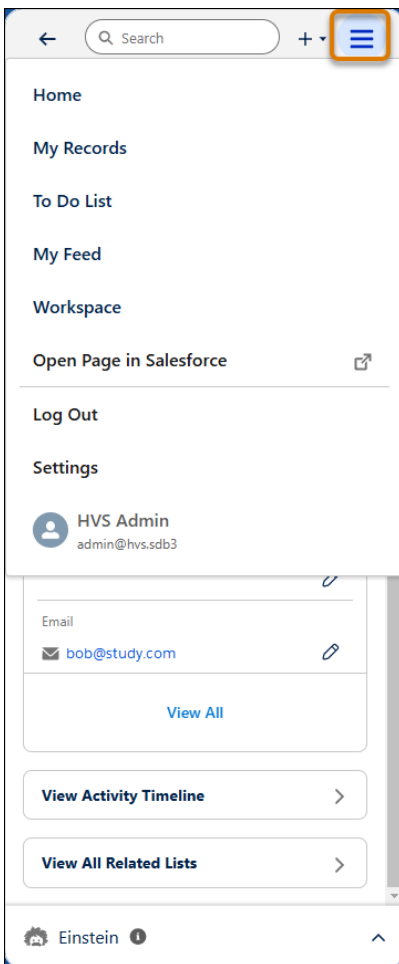 Search
Home
My Records
To Do List
My Feed
Workspace
Open Page in Salesforce
Log Out
Settings
HVS Admin
admin@hvs.sdb3
Email
bob@study.com
View All
View Activity Timeline
View All Related Lists
Einstein